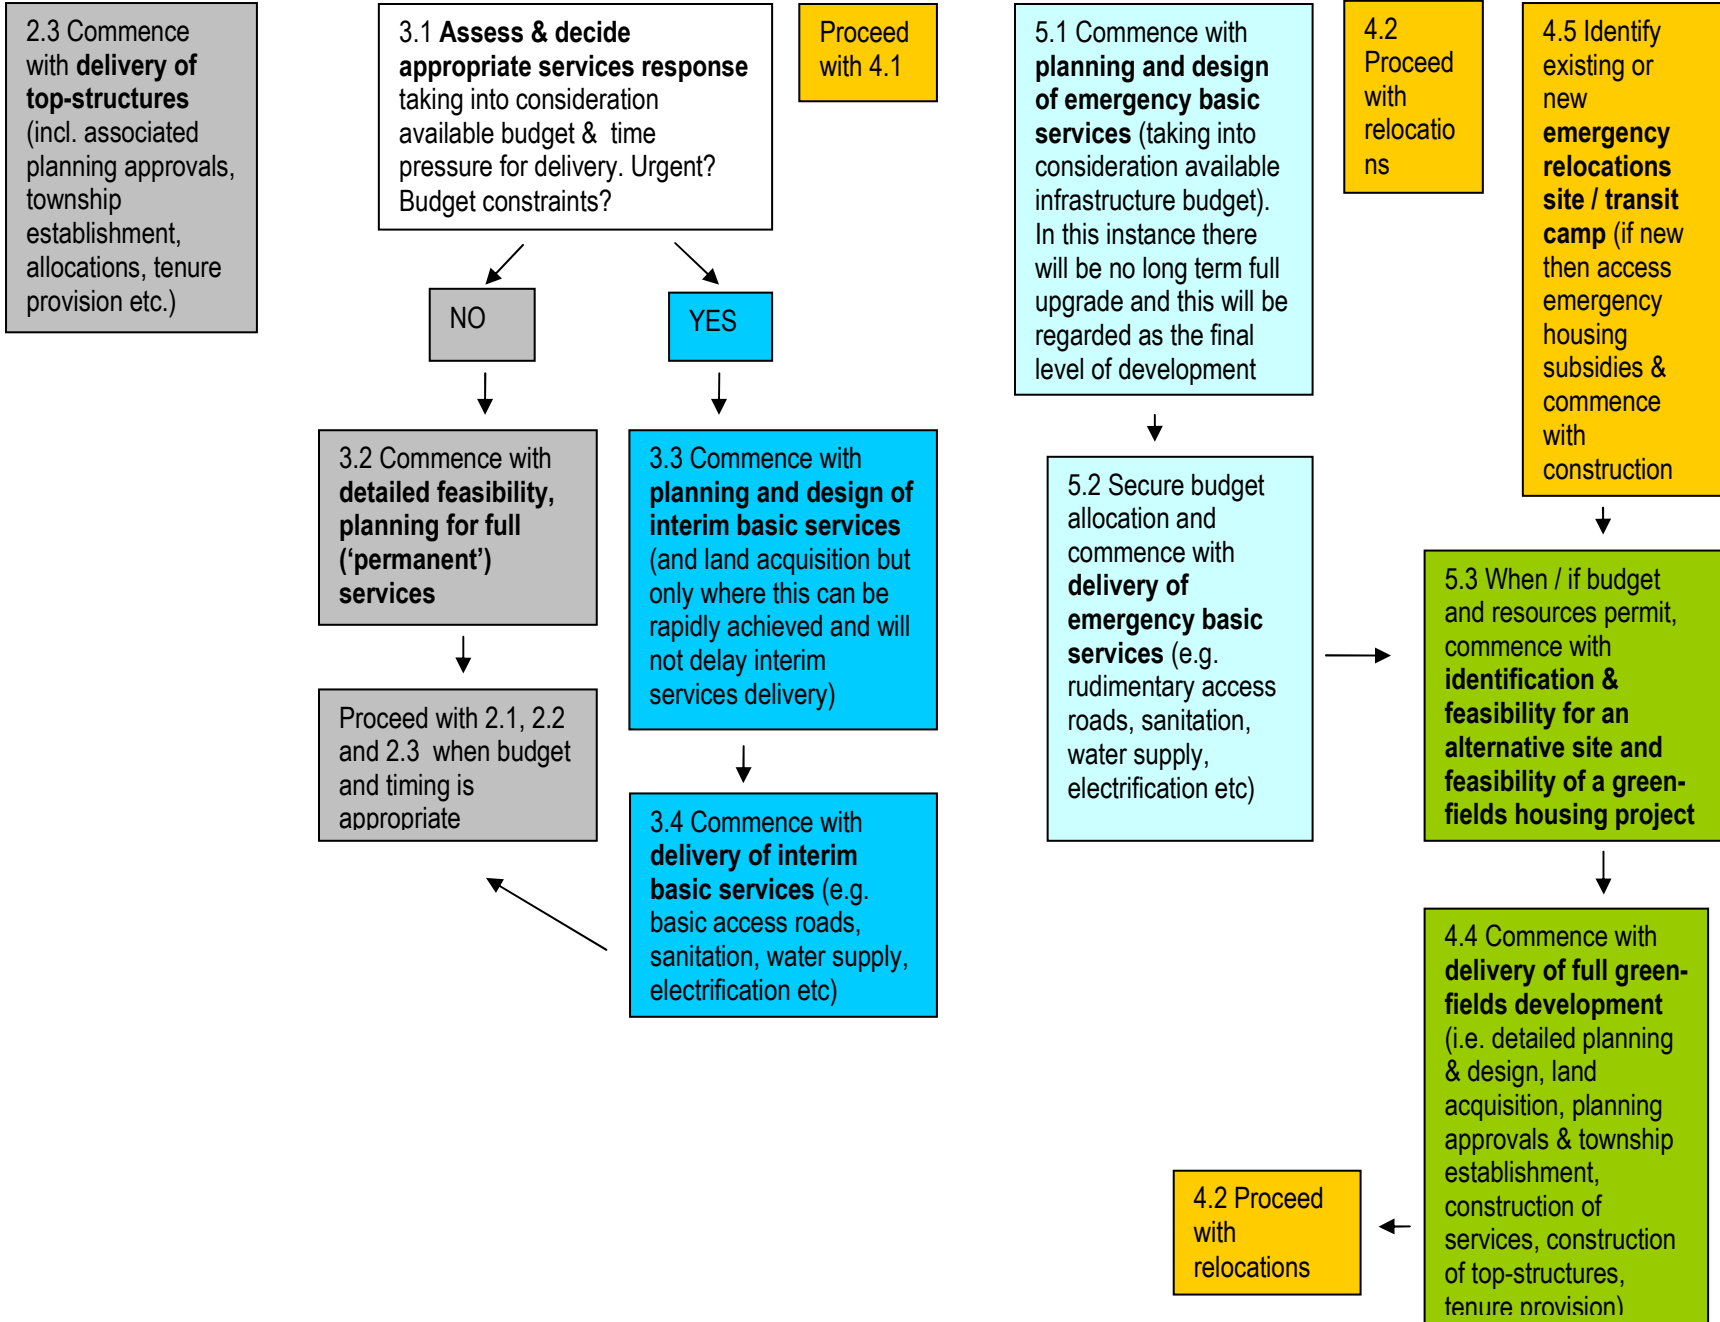 2.3 Commence
with delivery of
top-structures
(incl. associated
planning approvals,
township
establishment,
allocations, tenure
provision etc.)
3.1 Assess & decide
appropriate services response
taking into consideration
available budget & time
pressure for delivery. Urgent?
Budget constraints?
Proceed
with 4.1
NO
YES
3.2 Commence with
detailed feasibility,
planning for full
(‘permanent’)
services
Proceed with 2.1, 2.2
and 2.3 when budget
and timing is
appropriate
3.3 Commence with
planning and design of
interim basic services
(and land acquisition but
only where this can be
rapidly achieved and will
not delay interim
services delivery)
3.4 Commence with
delivery of interim
basic services (e.g.
basic access roads,
sanitation, water supply,
electrification etc)
5.1 Commence with
planning and design
of emergency basic
services (taking into
consideration available
infrastructure budget).
In this instance there
will be no long term full
upgrade and this will be
regarded as the final
level of development
5.2 Secure budget
allocation and
commence with
delivery of
emergency basic
services (e.g.
rudimentary access
roads, sanitation,
water supply,
electrification etc)
4.2
Proceed
with
relocatio
ns
4.5 Identify
existing or
new
emergency
relocations
site / transit
camp (if new
then access
emergency
housing
subsidies &
commence
with
construction
5.3 When / if budget
and resources permit,
commence with
identification &
feasibility for an
alternative site and
feasibility of a green-
fields housing project
4.4 Commence with
delivery of full green-
fields development
(i.e. detailed planning
& design, land
acquisition, planning
approvals & township
establishment,
construction of
services, construction
of top-structures,
tenure provision)
4.2 Proceed
with
relocations